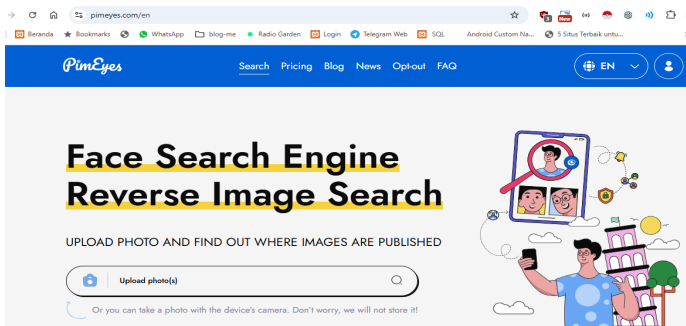 pimeyes.com/en
3
New
Beranda Bookmarks WhatsApp blog-me Radio Garden Login Telegram Web SQL Android Custom Na... 5 Situs Terbaik untu...
PimEyes Search Pricing Blog News Opt-out FAQ EN
Face Search Engine
Reverse Image Search
UPLOAD PHOTO AND FIND OUT WHERE IMAGES ARE PUBLISHED
Upload photo(s)
Or you can take a photo with the device's camera. Don't worry, we will not store it!